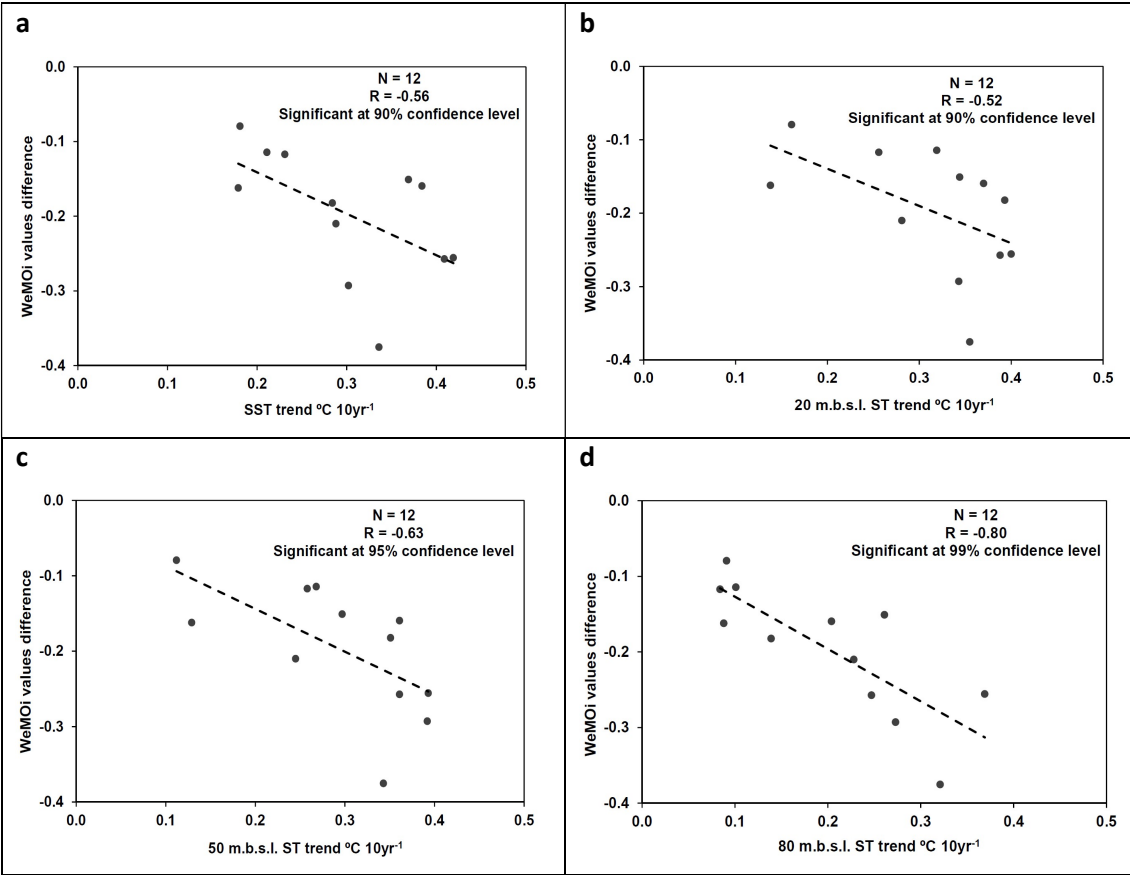 a
N = 12
R = -0.56
Significant at 90% confidence level
0.0
-0.1
-0.2
-0.3
-0.4
WeMOi values difference
0.0 0.1 0.2 0.3 0.4 0.5
SST trend ºC 10yr⁻¹
b
N = 12
R = -0.52
Significant at 90% confidence level
0.0
-0.1
-0.2
-0.3
-0.4
WeMOi values difference
0.0 0.1 0.2 0.3 0.4 0.5
20 m.b.s.l. ST trend ºC 10yr⁻¹
c
N = 12
R = -0.63
Significant at 95% confidence level
0.0
-0.1
-0.2
-0.3
-0.4
WeMOi values difference
0.0 0.1 0.2 0.3 0.4 0.5
50 m.b.s.l. ST trend ºC 10yr⁻¹
d
N = 12
R = -0.80
Significant at 99% confidence level
0.0
-0.1
-0.2
-0.3
-0.4
WeMOi values difference
0.0 0.1 0.2 0.3 0.4 0.5
80 m.b.s.l. ST trend ºC 10yr⁻¹